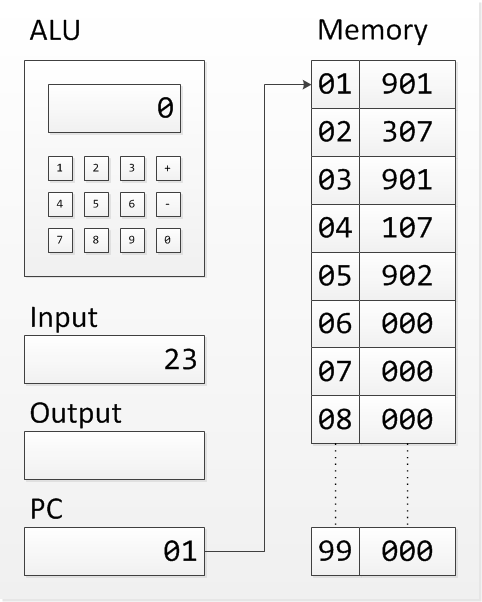 ALU
0
1 2 3 +
4 5 6 -
7 8 9 0
Input
23
Output
PC
01
Memory
01 901
02 307
03 901
04 107
05 902
06 000
07 000
08 000
99 000